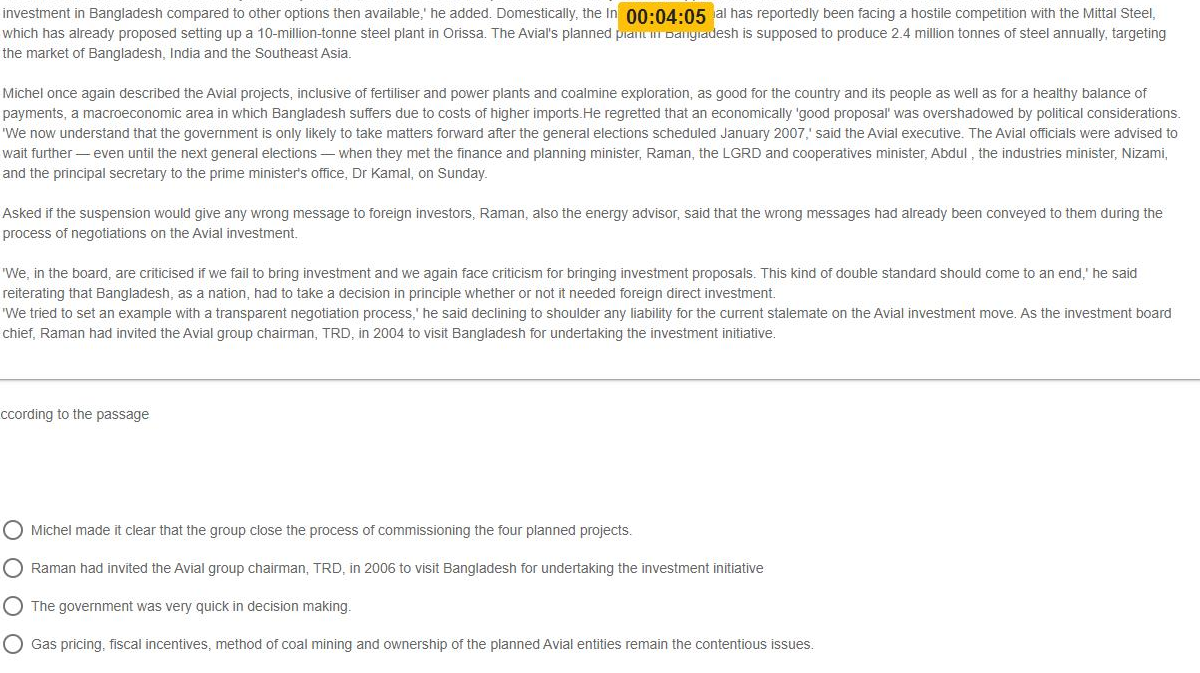 investment in Bangladesh compared to other options then available,' he added. Domestically, the In 00:04:05 al has reportedly been facing a hostile competition with the Mittal Steel,
which has already proposed setting up a 10-million-tonne steel plant in Orissa. The Avial's planned plant in Bangladesh is supposed to produce 2.4 million tonnes of steel annually, targeting
the market of Bangladesh, India and the Southeast Asia.
Michel once again described the Avial projects, inclusive of fertiliser and power plants and coalmine exploration, as good for the country and its people as well as for a healthy balance of
payments, a macroeconomic area in which Bangladesh suffers due to costs of higher imports.He regretted that an economically 'good proposal' was overshadowed by political considerations.
'We now understand that the government is only likely to take matters forward after the general elections scheduled January 2007,' said the Avial executive. The Avial officials were advised to
wait further — even until the next general elections — when they met the finance and planning minister, Raman, the LGRD and cooperatives minister, Abdul , the industries minister, Nizami,
and the principal secretary to the prime minister's office, Dr Kamal, on Sunday.
Asked if the suspension would give any wrong message to foreign investors, Raman, also the energy advisor, said that the wrong messages had already been conveyed to them during the
process of negotiations on the Avial investment.
'We, in the board, are criticised if we fail to bring investment and we again face criticism for bringing investment proposals. This kind of double standard should come to an end,' he said
reiterating that Bangladesh, as a nation, had to take a decision in principle whether or not it needed foreign direct investment.
'We tried to set an example with a transparent negotiation process,' he said declining to shoulder any liability for the current stalemate on the Avial investment move. As the investment board
chief, Raman had invited the Avial group chairman, TRD, in 2004 to visit Bangladesh for undertaking the investment initiative.
ccording to the passage
Michel made it clear that the group close the process of commissioning the four planned projects.
Raman had invited the Avial group chairman, TRD, in 2006 to visit Bangladesh for undertaking the investment initiative
The government was very quick in decision making.
Gas pricing, fiscal incentives, method of coal mining and ownership of the planned Avial entities remain the contentious issues.